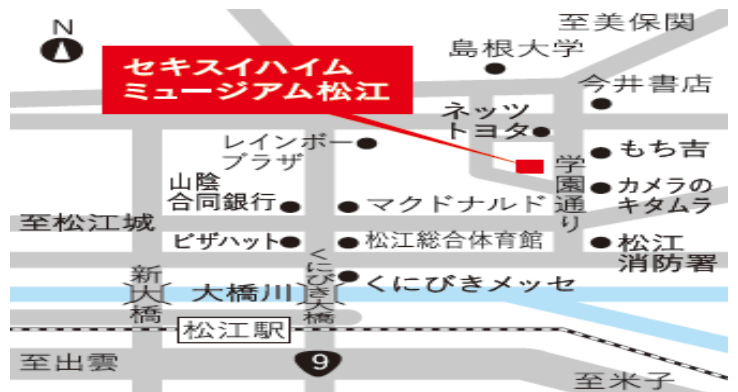 N
至美保関
島根大学
セキスイハイム
ミュージアム松江
今井書店
ネッツ
トヨタ
レインボー
プラザ
もち吉
学園通り
山陰
合同銀行
マクドナルド
カメラの
キタムラ
至松江城
ピザハット
松江総合体育館
松江
消防署
くにびき大橋
新大橋
大橋川
くにびきメッセ
松江駅
至出雲
9
至米子